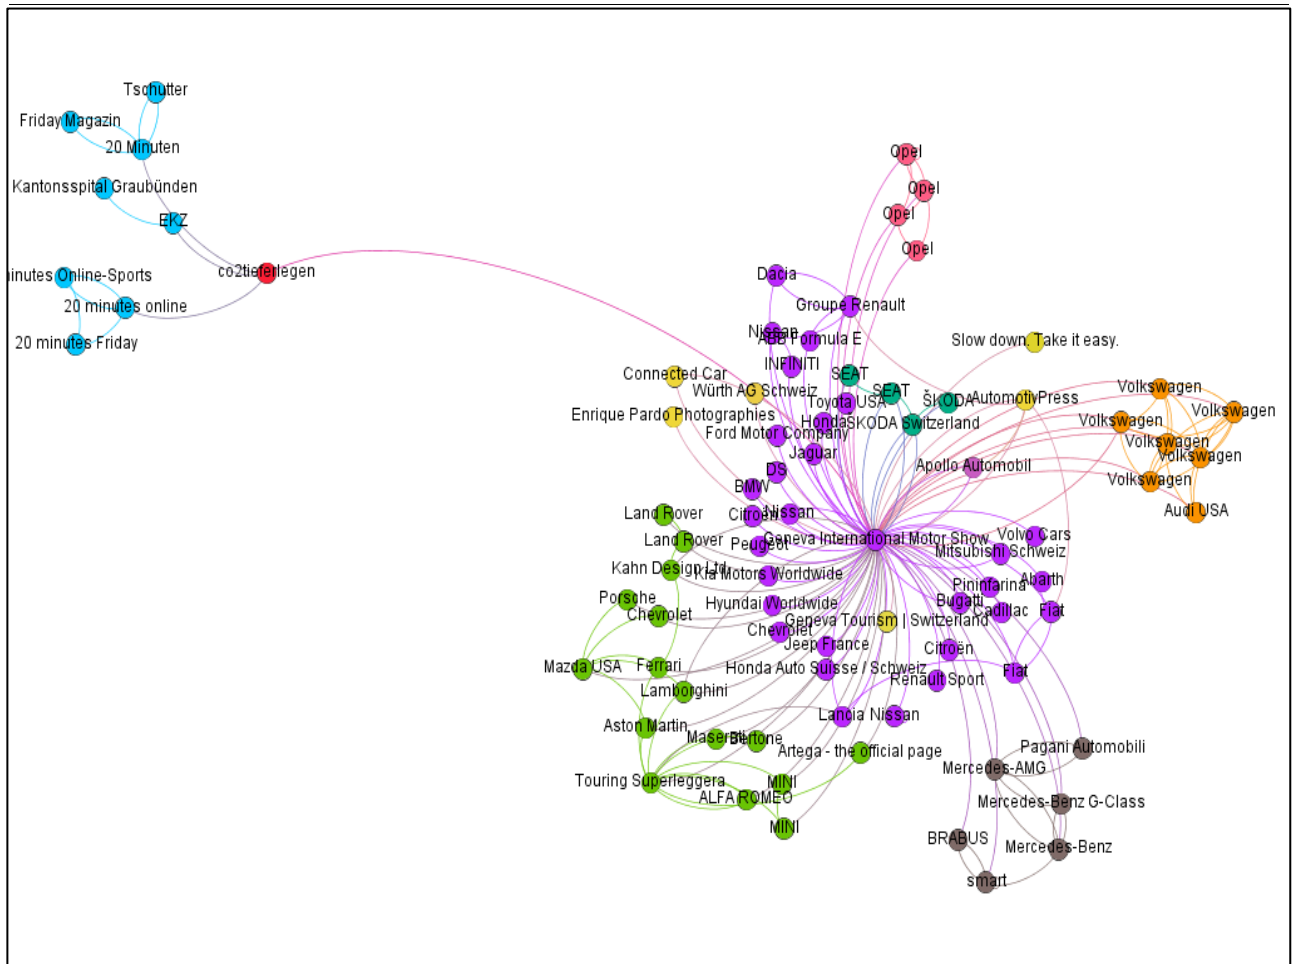 Tschutter
Friday Magazin
20 Minuten
Kantonsspital Graubünden
EKZ
co2tieferlegen
inutes Online-Sports
20 minutes online
20 minutes Friday
Opel
Opel
Opel
Opel
Dacia
Groupe Renault
Nissan
ABB Formula E
INFINITI
Slow down. Take it easy.
Connected Car
Würth AG Schweiz
SEAT
SEAT
ŠKODA
AutomotivPress
Toyota USA
Enrique Pardo Photographies
Honda
ŠKODA Switzerland
Ford Motor Company
Jaguar
Volkswagen
Volkswagen
Volkswagen
Volkswagen
Volkswagen
Volkswagen
Audi USA
Apollo Automobil
DS
BMW
Citroën
Nissan
Land Rover
Land Rover
Peugeot
Geneva International Motor Show
Volvo Cars
Mitsubishi Schweiz
Kahn Design Ltd.
Kia Motors Worldwide
Pininfarina
Abarth
Porsche
Chevrolet
Hyundai Worldwide
Bugatti
Cadillac
Fiat
Geneva Tourism | Switzerland
Chevrolet
Jeep France
Citroën
Mazda USA
Ferrari
Honda Auto Suisse / Schweiz
Renault Sport
Fiat
Lamborghini
Lancia
Nissan
Aston Martin
Maserati
Bertone
Artega - the official page
Pagani Automobili
Mercedes-AMG
Touring Superleggera
MINI
ALFA ROMEO
MINI
Mercedes-Benz G-Class
BRABUS
Mercedes-Benz
smart